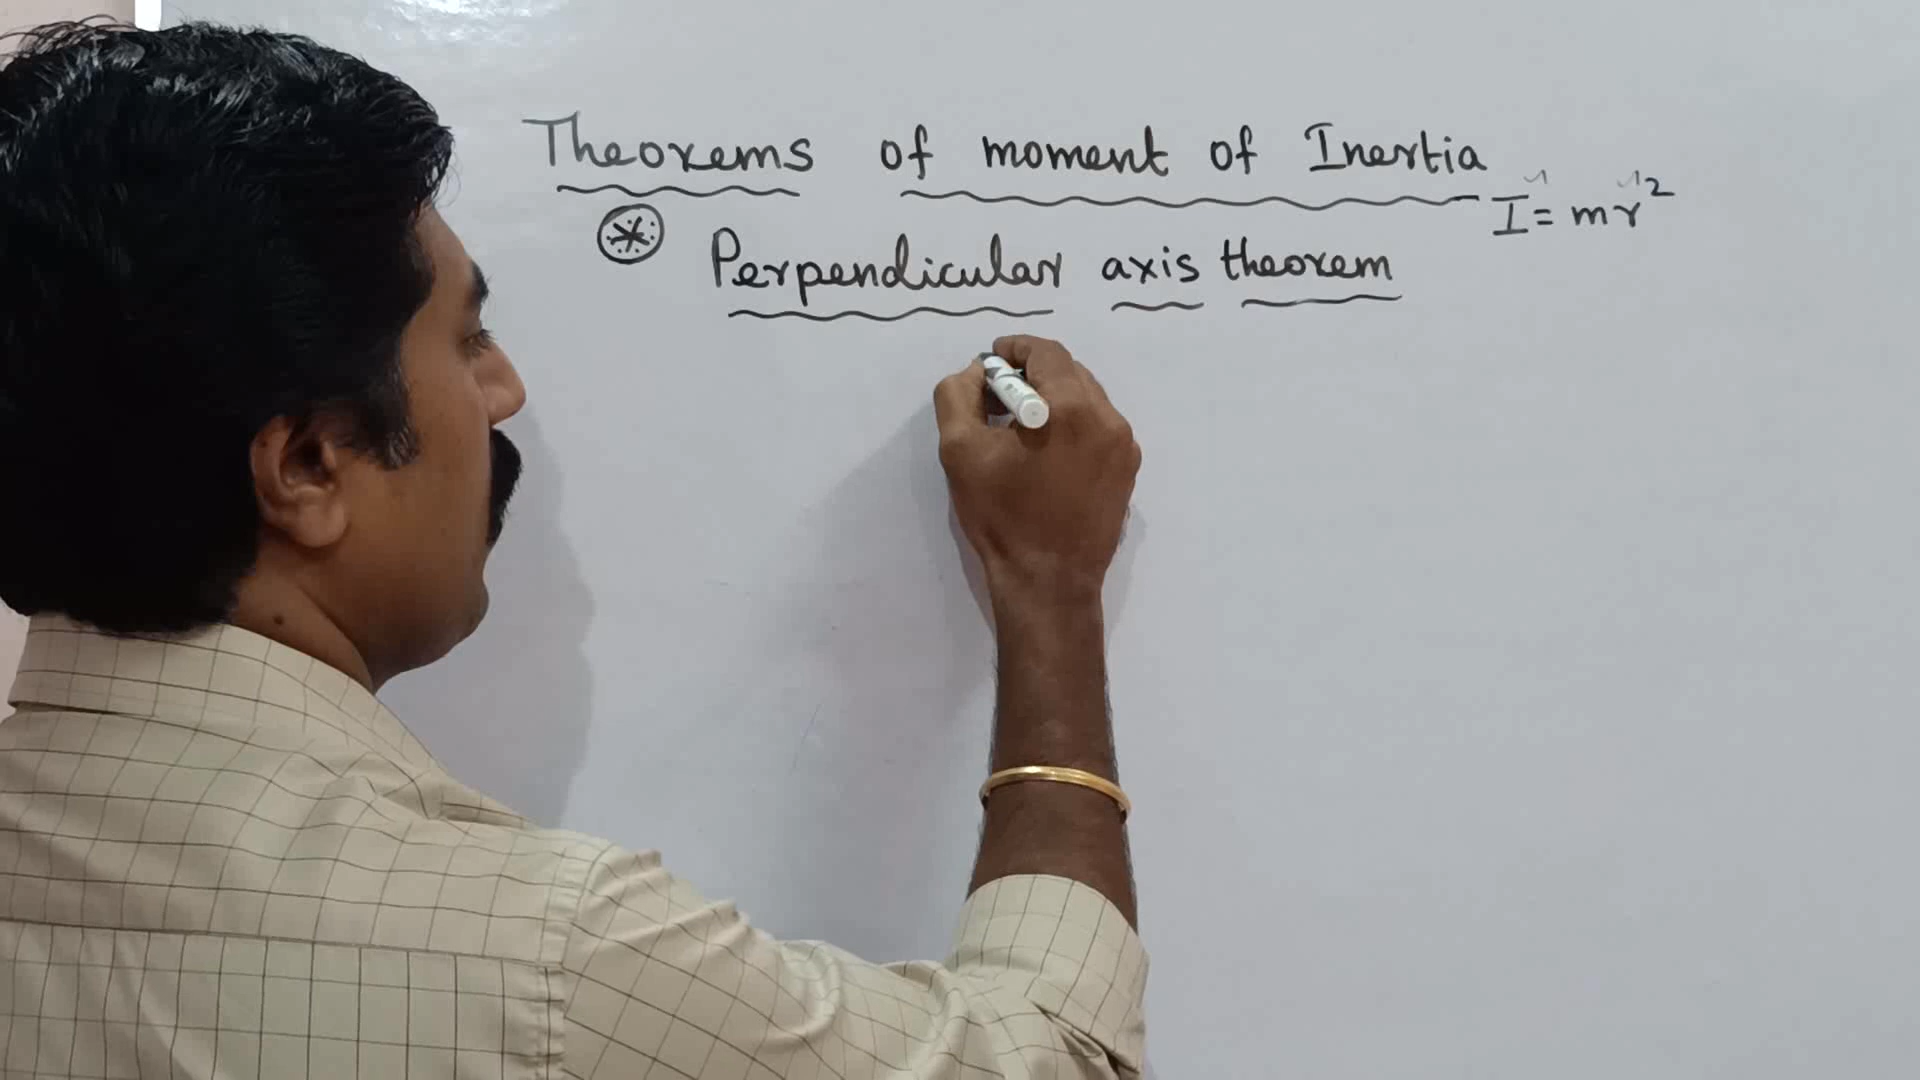 Theorems of moment of Inertia
I = mr²
* Perpendicular axis theorem